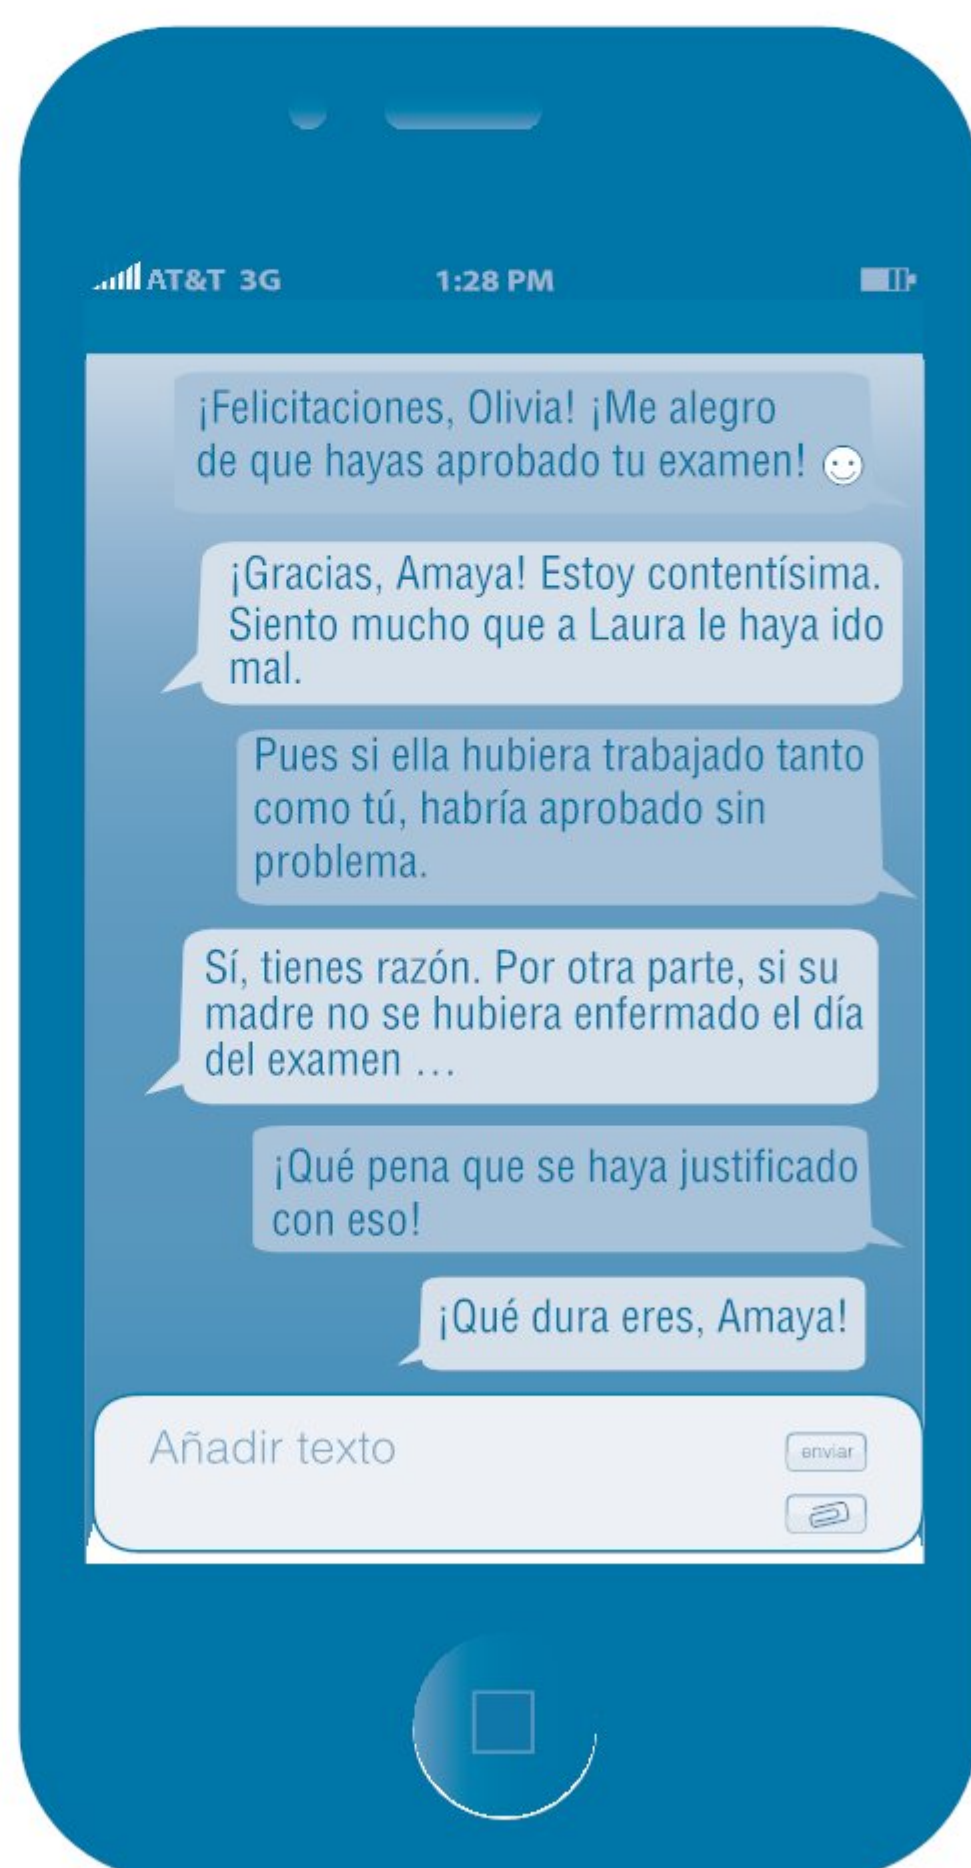 AT&T 3G 1:28 PM
¡Felicitaciones, Olivia! ¡Me alegro
de que hayas aprobado tu examen!
¡Gracias, Amaya! Estoy contentísima.
Siento mucho que a Laura le haya ido
mal.
Pues si ella hubiera trabajado tanto
como tú, habría aprobado sin
problema.
Sí, tienes razón. Por otra parte, si su
madre no se hubiera enfermado el día
del examen ...
¡Qué pena que se haya justificado
con eso!
¡Qué dura eres, Amaya!
Añadir texto
enviar